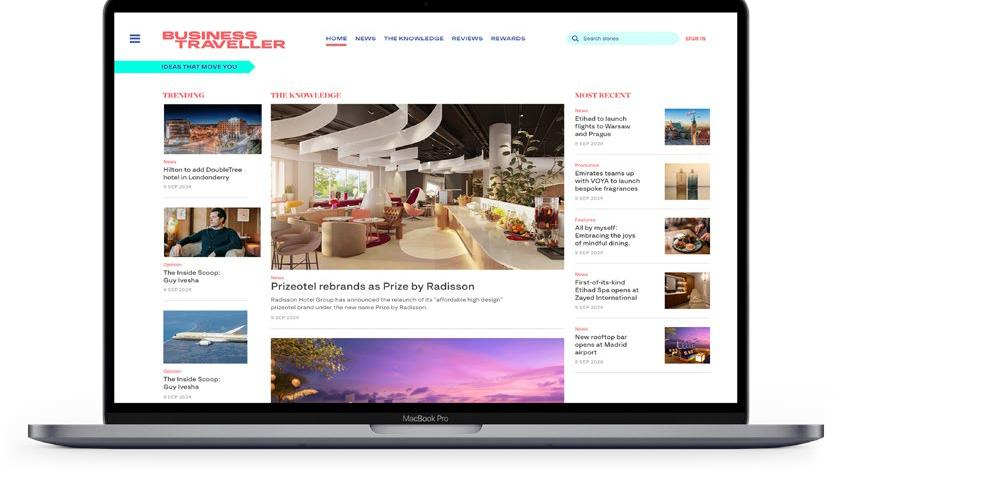 BUSINESS
TRAVELLER
HOME NEWS THE KNOWLEDGE REVIEWS REWARDS
Search stories
SIGN IN
IDEAS THAT MOVE YOU
TRENDING
News
Hilton to add DoubleTree
hotel in Londonderry
9 SEP 2024
Opinion
The Inside Scoop:
Guy Ivesha
9 SEP 2024
Opinion
The Inside Scoop:
Guy Ivesha
9 SEP 2024
THE KNOWLEDGE
News
Prizeotel rebrands as Prize by Radisson
Radisson Hotel Group has announced the relaunch of its "affordable high design"
prizeotel brand under the new name Prize by Radisson.
9 SEP 2024
MOST RECENT
News
Etihad to launch
flights to Warsaw
and Prague
9 SEP 2024
Promotion
Emirates teams up
with VOYA to launch
bespoke fragrances
9 SEP 2024
Features
All by myself:
Embracing the joys
of mindful dining.
9 SEP 2024
News
First-of-its-kind
Etihad Spa opens at
Zayed International
9 SEP 2024
News
New rooftop bar
opens at Madrid
airport
9 SEP 2024
MacBook Pro